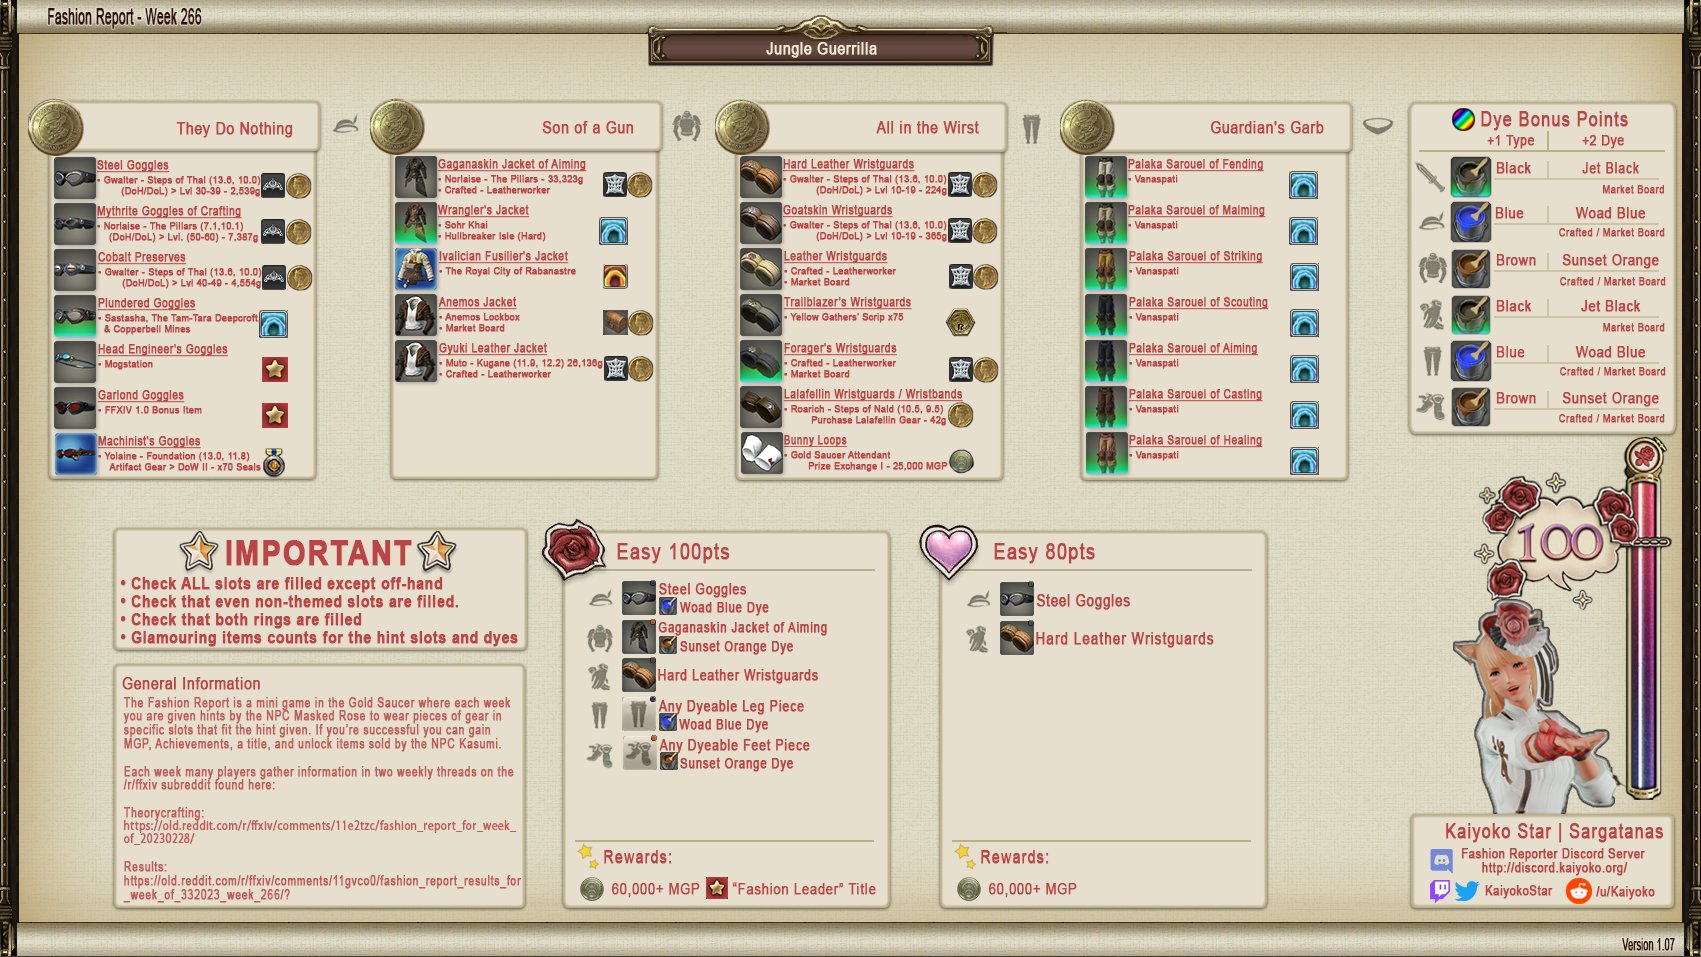 Fashion Report - Week 266
Jungle Guerrilla
They Do Nothing
Steel Goggles
• Gwalter - Steps of Thal (13.6, 10.0)
(DoH/DoL) > Lvl 30-39 - 2,539g
Mythrite Goggles of Crafting
• Norlaise - The Pillars (7.1,10.1)
(DoH/DoL) > Lvl. (50-60) - 7,387g
Cobalt Preserves
• Gwalter - Steps of Thal (13.6, 10.0)
(DoH/DoL) > Lvl 40-49 - 4,554g
Plundered Goggles
• Sastasha, The Tam-Tara Deepcroft,
& Copperbell Mines
Head Engineer's Goggles
• Mogstation
Garlond Goggles
• FFXIV 1.0 Bonus Item
Machinist's Goggles
• Yolaine - Foundation (13.0, 11.8)
Artifact Gear > DoW II - x70 Seals
Son of a Gun
Gaganaskin Jacket of Aiming
• Norlaise - The Pillars - 33,323g
• Crafted - Leatherworker
Wrangler's Jacket
• Sohr Khai
• Hullbreaker Isle (Hard)
Ivalician Fusilier's Jacket
• The Royal City of Rabanastre
Anemos Jacket
• Anemos Lockbox
• Market Board
Gyuki Leather Jacket
• Muto - Kugane (11.9, 12.2) 26,136g
• Crafted - Leatherworker
All in the Wirst
Hard Leather Wristguards
• Gwalter - Steps of Thal (13.6, 10.0)
(DoH/DoL) > Lvl 10-19 - 224g
Goatskin Wristguards
• Gwalter - Steps of Thal (13.6, 10.0)
(DoH/DoL) > Lvl 10-19 - 365g
Leather Wristguards
• Crafted - Leatherworker
• Market Board
Trailblazer's Wristguards
• Yellow Gathers' Scrip x75
Forager's Wristguards
• Crafted - Leatherworker
• Market Board
Lalafellin Wristguards / Wristbands
• Roarich - Steps of Nald (10.5, 9.5)
Purchase Lalafellin Gear - 42g
Bunny Loops
• Gold Saucer Attendant
Prize Exchange I - 25,000 MGP
Guardian's Garb
Palaka Sarouel of Fending
• Vanaspati
Palaka Sarouel of Maiming
• Vanaspati
Palaka Sarouel of Striking
• Vanaspati
Palaka Sarouel of Scouting
• Vanaspati
Palaka Sarouel of Aiming
• Vanaspati
Palaka Sarouel of Casting
• Vanaspati
Palaka Sarouel of Healing
• Vanaspati
Dye Bonus Points
+1 Type | +2 Dye
Black Jet Black
Market Board
Blue Woad Blue
Crafted / Market Board
Brown Sunset Orange
Crafted / Market Board
Black Jet Black
Market Board
Blue Woad Blue
Crafted / Market Board
Brown Sunset Orange
Crafted / Market Board
IMPORTANT
• Check ALL slots are filled except off-hand
• Check that even non-themed slots are filled.
• Check that both rings are filled
• Glamouring items counts for the hint slots and dyes
General Information
The Fashion Report is a mini game in the Gold Saucer where each week
you are given hints by the NPC Masked Rose to wear pieces of gear in
specific slots that fit the hint given. If you're successful you can gain
MGP, Achievements, a title, and unlock items sold by the NPC Kasumi.
Each week many players gather information in two weekly threads on the
/r/ffxiv subreddit found here:
Theorycrafting:
https://old.reddit.com/r/ffxiv/comments/11e2tzc/fashion_report_for_week_
of_20230228/
Results:
https://old.reddit.com/r/ffxiv/comments/11gvco0/fashion_report_results_for
_week_of_332023_week_266/?
Easy 100pts
Steel Goggles
Woad Blue Dye
Gaganaskin Jacket of Aiming
Sunset Orange Dye
Hard Leather Wristguards
Any Dyeable Leg Piece
Woad Blue Dye
Any Dyeable Feet Piece
Sunset Orange Dye
Rewards:
60,000+ MGP "Fashion Leader" Title
Easy 80pts
Steel Goggles
Hard Leather Wristguards
Rewards:
60,000+ MGP
100
Kaiyoko Star | Sargatanas
Fashion Reporter Discord Server
http://discord.kaiyoko.org/
KaiyokoStar /u/Kaiyoko
Version 1.07